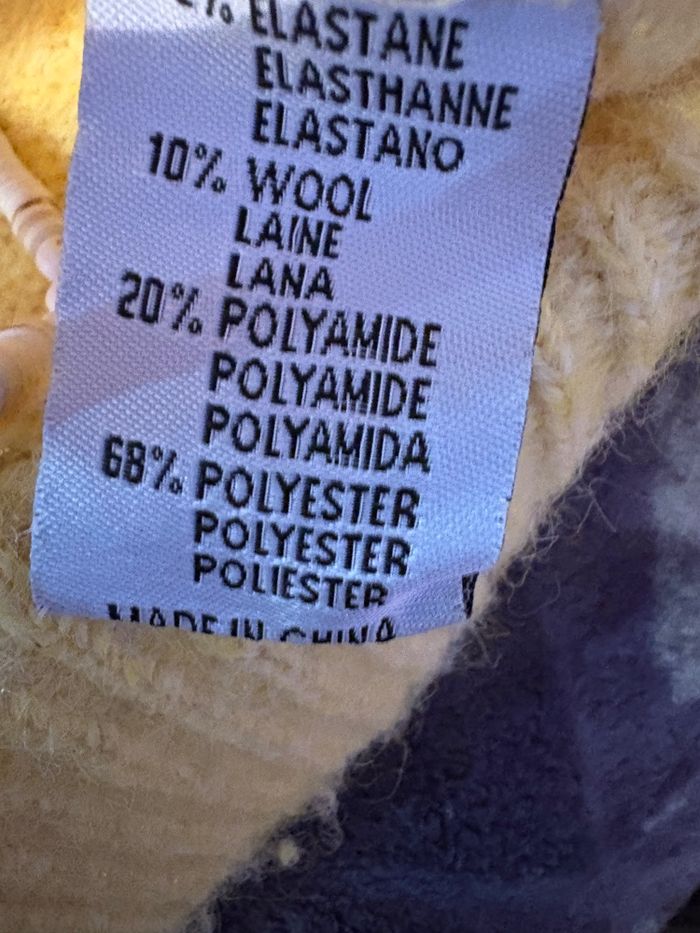 % ELASTANE
ELASTHANNE
ELASTANO
10% WOOL
LAINE
LANA
20% POLYAMIDE
POLYAMIDE
POLYAMIDA
68% POLYESTER
POLYESTER
POLIESTER
MADE IN CHINA